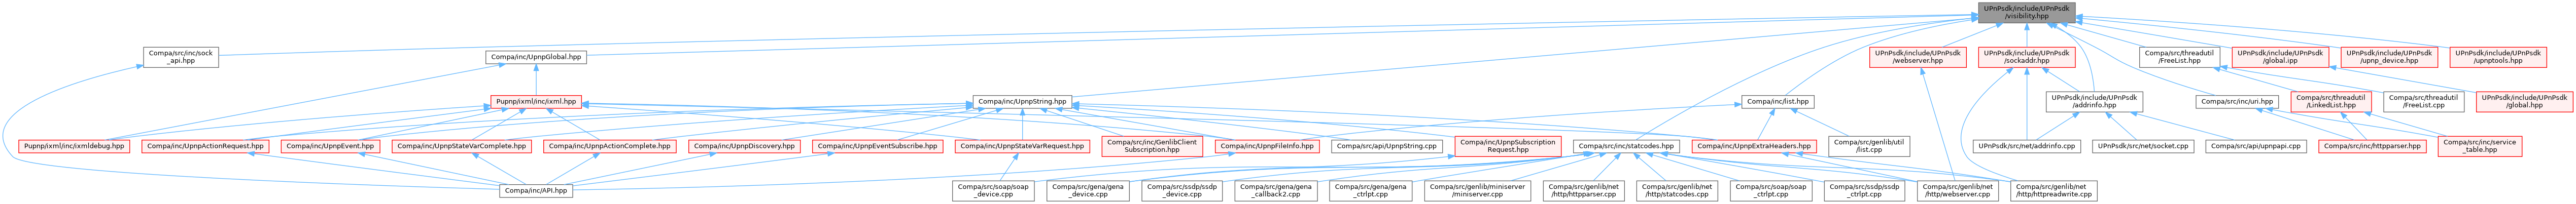 UPnPsdk/include/UPnPsdk
/visibility.hpp
Compa/src/inc/sock
_api.hpp
Compa/inc/UpnpGlobal.hpp
UPnPsdk/include/UPnPsdk
/webserver.hpp
UPnPsdk/include/UPnPsdk
/sockaddr.hpp
Compa/src/threadutil
/FreeList.hpp
UPnPsdk/include/UPnPsdk
/global.ipp
UPnPsdk/include/UPnPsdk
/upnp_device.hpp
UPnPsdk/include/UPnPsdk
/upnptools.hpp
Pupnp/ixml/inc/ixml.hpp
Compa/inc/UpnpString.hpp
Compa/inc/list.hpp
UPnPsdk/include/UPnPsdk
/addrinfo.hpp
Compa/src/inc/uri.hpp
Compa/src/threadutil
/LinkedList.hpp
Compa/src/threadutil
/FreeList.cpp
UPnPsdk/include/UPnPsdk
/global.hpp
Pupnp/ixml/inc/ixmldebug.hpp
Compa/inc/UpnpActionRequest.hpp
Compa/inc/UpnpEvent.hpp
Compa/inc/UpnpStateVarComplete.hpp
Compa/inc/UpnpActionComplete.hpp
Compa/inc/UpnpDiscovery.hpp
Compa/inc/UpnpEventSubscribe.hpp
Compa/inc/UpnpStateVarRequest.hpp
Compa/src/inc/GenlibClient
Subscription.hpp
Compa/inc/UpnpFileInfo.hpp
Compa/src/api/UpnpString.cpp
Compa/inc/UpnpSubscription
Request.hpp
Compa/src/inc/statcodes.hpp
Compa/inc/UpnpExtraHeaders.hpp
Compa/src/genlib/util
/list.cpp
UPnPsdk/src/net/addrinfo.cpp
UPnPsdk/src/net/socket.cpp
Compa/src/api/upnpapi.cpp
Compa/src/inc/httpparser.hpp
Compa/src/inc/service
_table.hpp
Compa/inc/API.hpp
Compa/src/soap/soap
_device.cpp
Compa/src/gena/gena
_device.cpp
Compa/src/ssdp/ssdp
_device.cpp
Compa/src/gena/gena
_callback2.cpp
Compa/src/gena/gena
_ctrlpt.cpp
Compa/src/genlib/miniserver
/miniserver.cpp
Compa/src/genlib/net
/http/httpparser.cpp
Compa/src/genlib/net
/http/statcodes.cpp
Compa/src/soap/soap
_ctrlpt.cpp
Compa/src/ssdp/ssdp
_ctrlpt.cpp
Compa/src/genlib/net
/http/webserver.cpp
Compa/src/genlib/net
/http/httpreadwrite.cpp